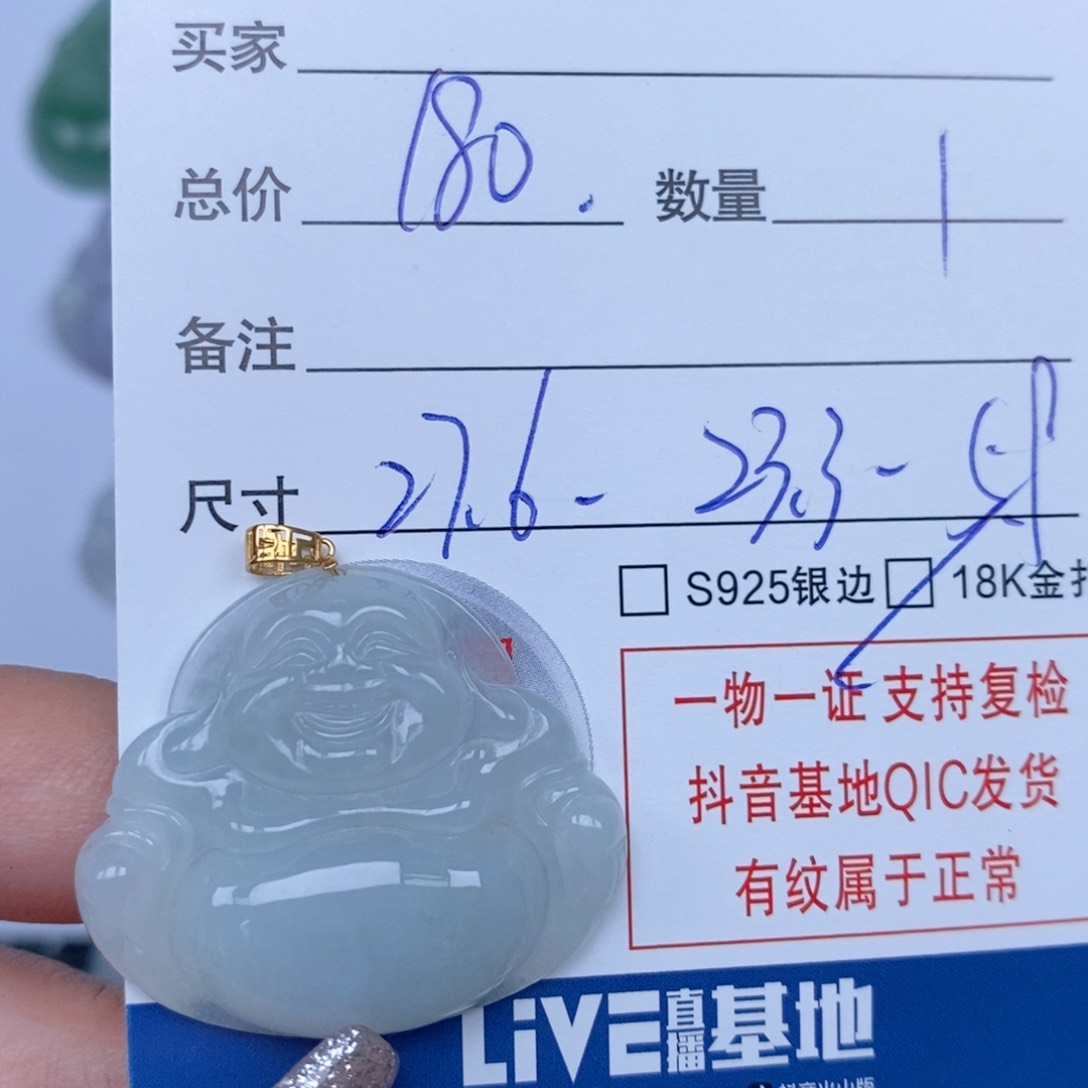 买家
总价 180. 数量 1
备注
尺寸 27.6 - 23.3 -
S925银边 18K金
一物一证 支持复检
抖音基地QIC发货
有纹属于正常
LiVE直播基地